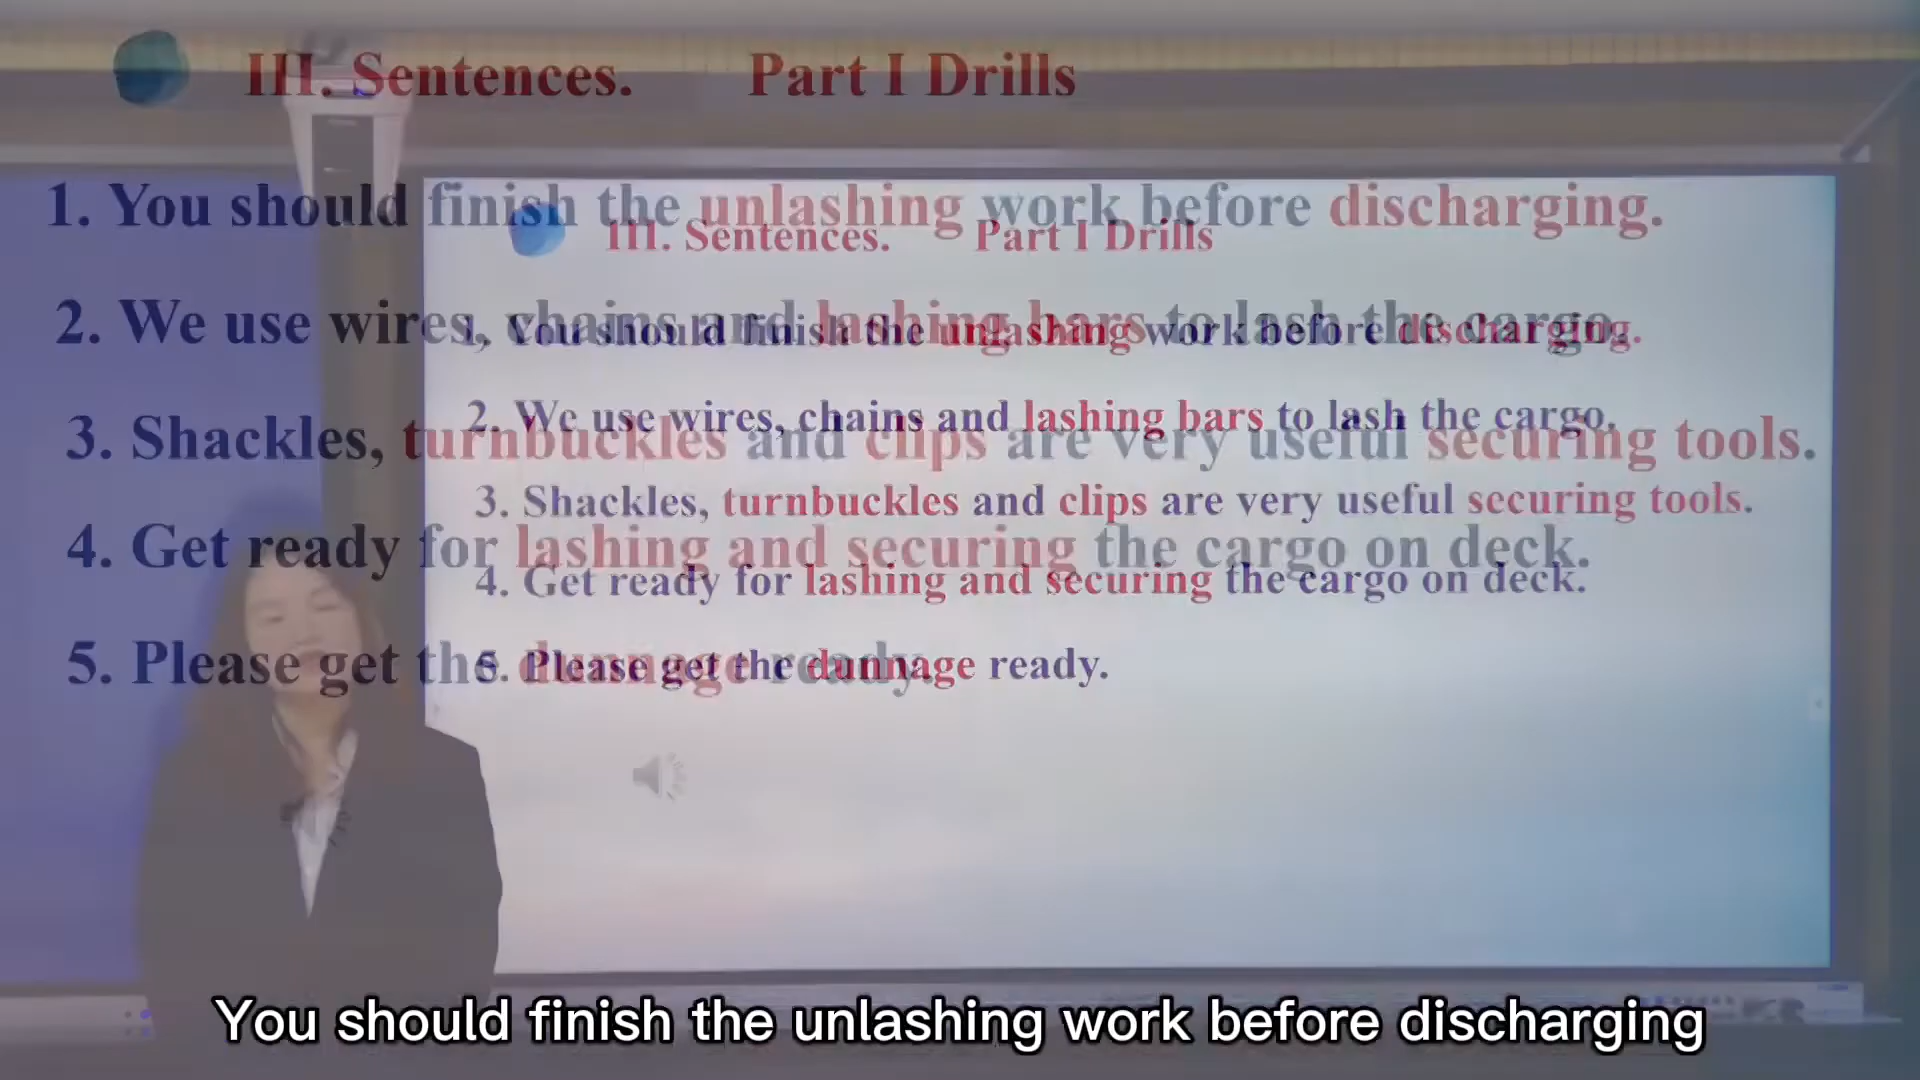 III. Sentences. Part I Drills
1. You should finish the unlashing work before discharging.
2. We use wires, chains and lashing bars to lash the cargo.
3. Shackles, turnbuckles and clips are very useful securing tools.
4. Get ready for lashing and securing the cargo on deck.
5. Please get the dunnage ready.
III. Sentences. Part I Drills
1. You should finish the unlashing work before discharging.
2. We use wires, chains and lashing bars to lash the cargo.
3. Shackles, turnbuckles and clips are very useful securing tools.
4. Get ready for lashing and securing the cargo on deck.
5. Please get the dunnage ready.
You should finish the unlashing work before discharging